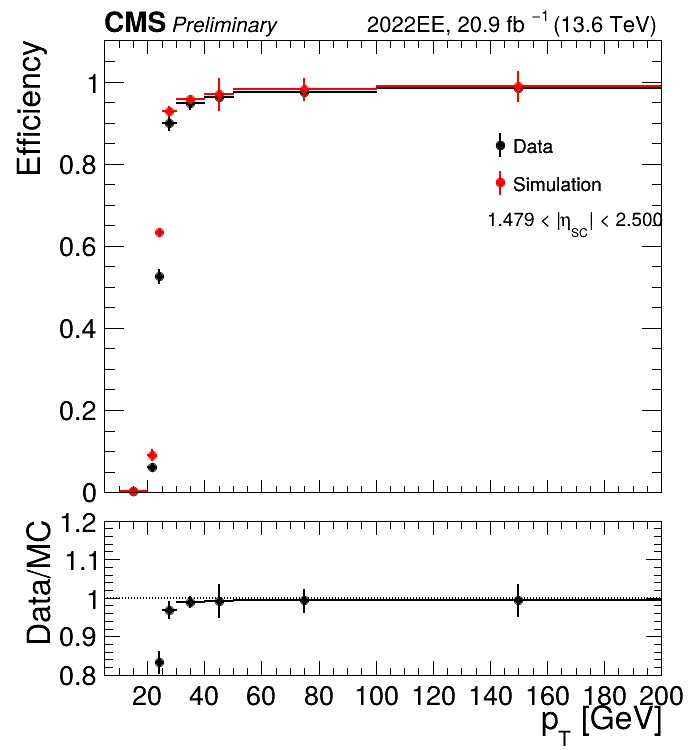 CMS Preliminary 2022EE, 20.9 fb⁻¹ (13.6 TeV)
Efficiency
1
0.8
0.6
0.4
0.2
0
Data
Simulation
1.479 < |η_SC| < 2.500
Data/MC
1.2
1.1
1
0.9
0.8
20 40 60 80 100 120 140 160 180 200
p_T [GeV]